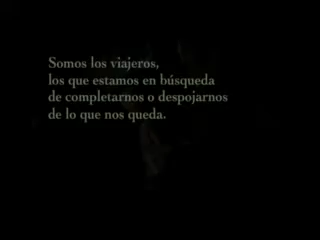 Somos los viajeros,
los que estamos en búsqueda
de completarnos o despojarnos
de lo que nos queda.